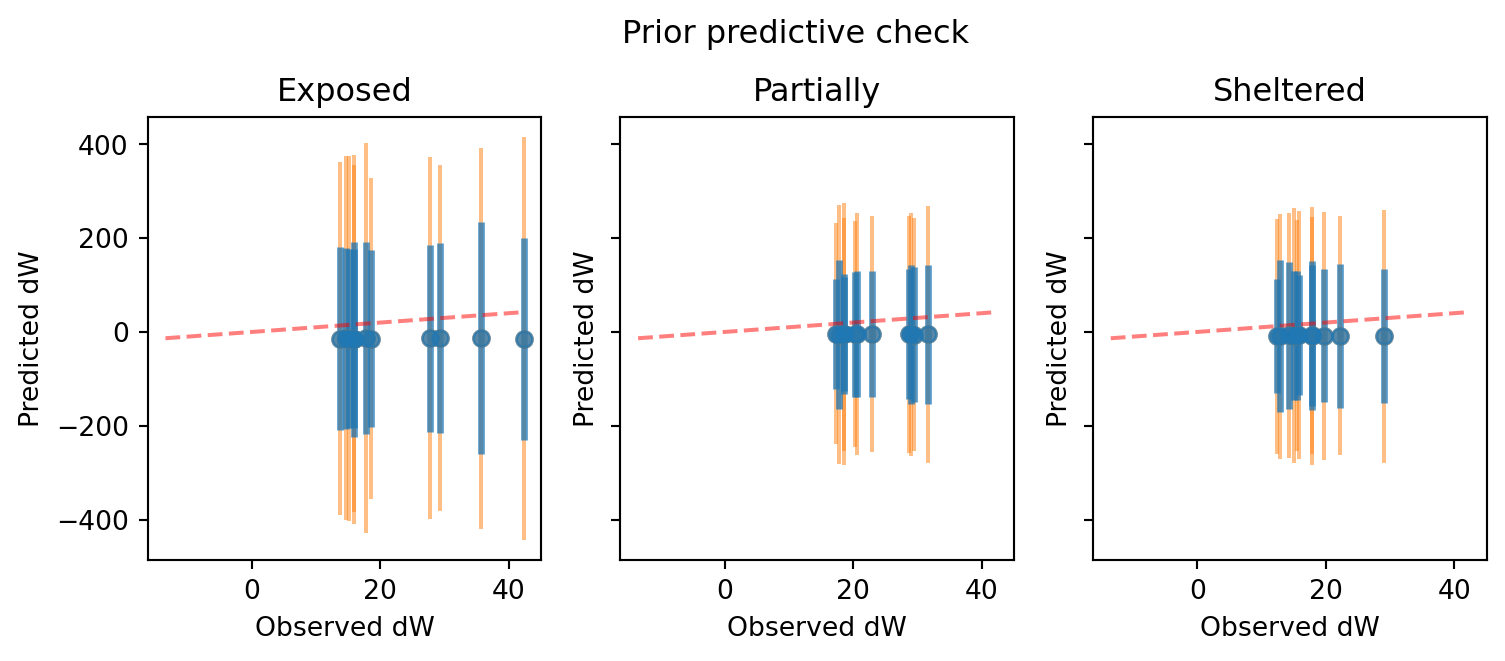 Prior predictive check
Exposed
Partially
Sheltered
400
200
0
−200
−400
Predicted dW
Predicted dW
Predicted dW
0
20
40
0
20
40
0
20
40
Observed dW
Observed dW
Observed dW